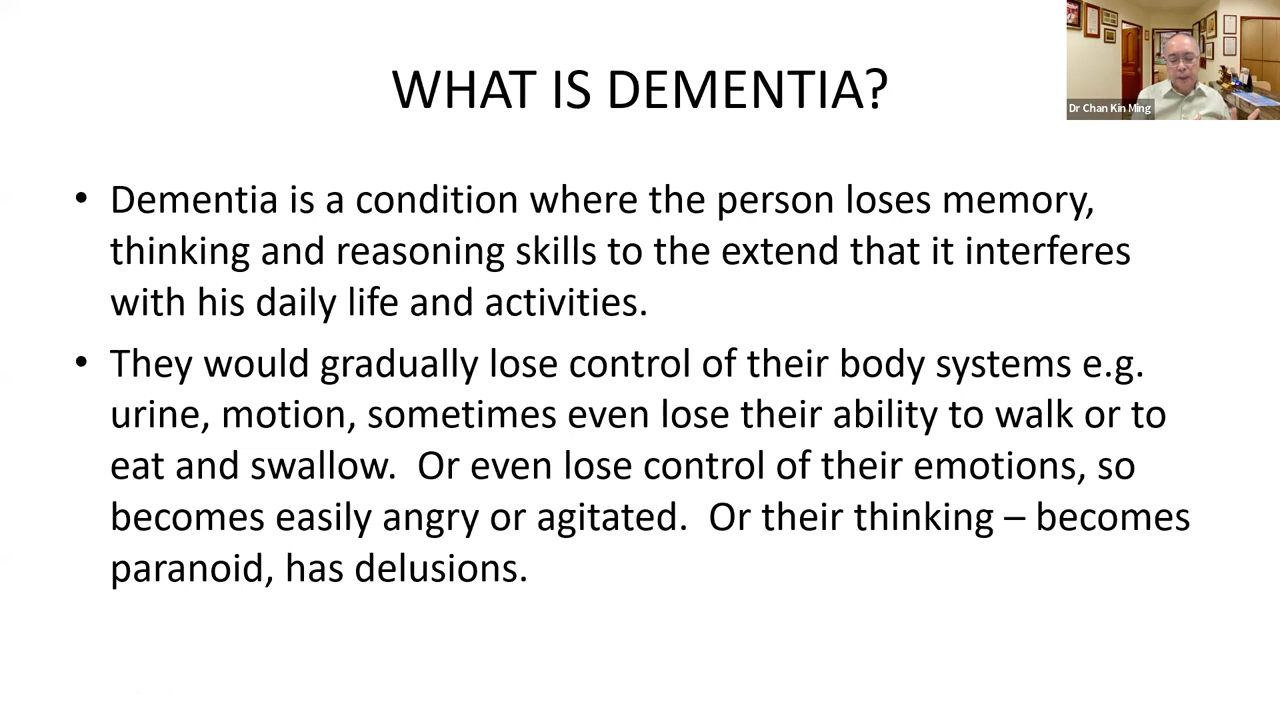 WHAT IS DEMENTIA?
Dr Chan Kin Ming
• Dementia is a condition where the person loses memory,
thinking and reasoning skills to the extend that it interferes
with his daily life and activities.
• They would gradually lose control of their body systems e.g.
urine, motion, sometimes even lose their ability to walk or to
eat and swallow.  Or even lose control of their emotions, so
becomes easily angry or agitated.  Or their thinking – becomes
paranoid, has delusions.